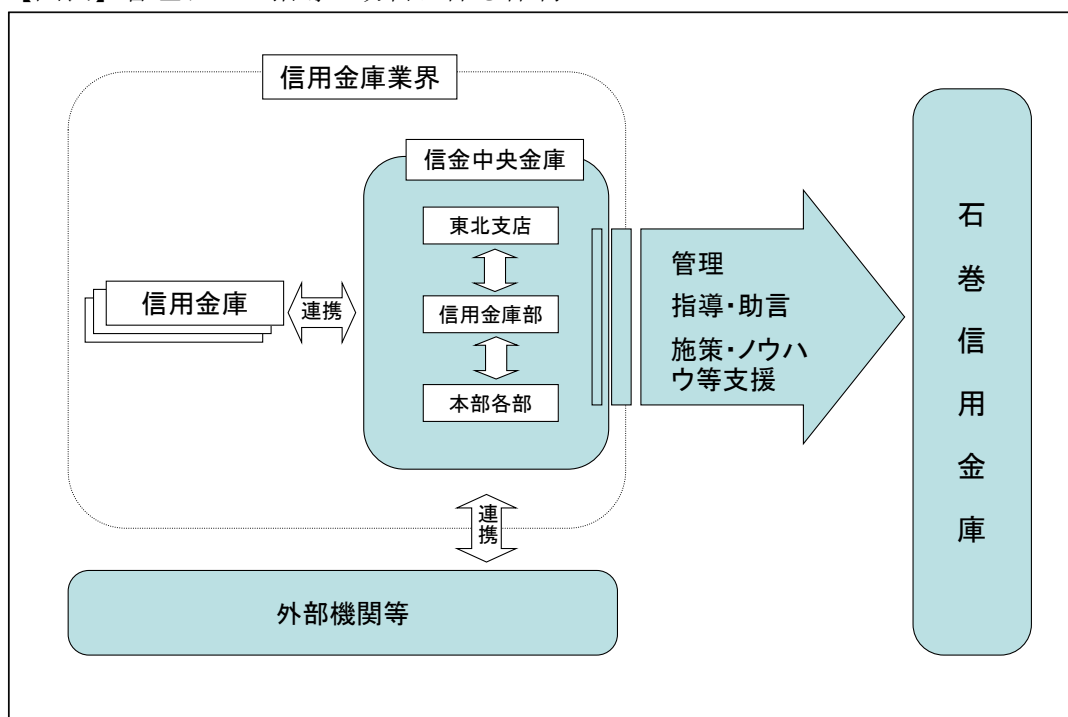 信用金庫業界
信金中央金庫
東北支店
信用金庫部
本部各部
信用金庫
連携
管理
指導・助言
施策・ノウハ
ウ等支援
石巻信用金庫
連携
外部機関等